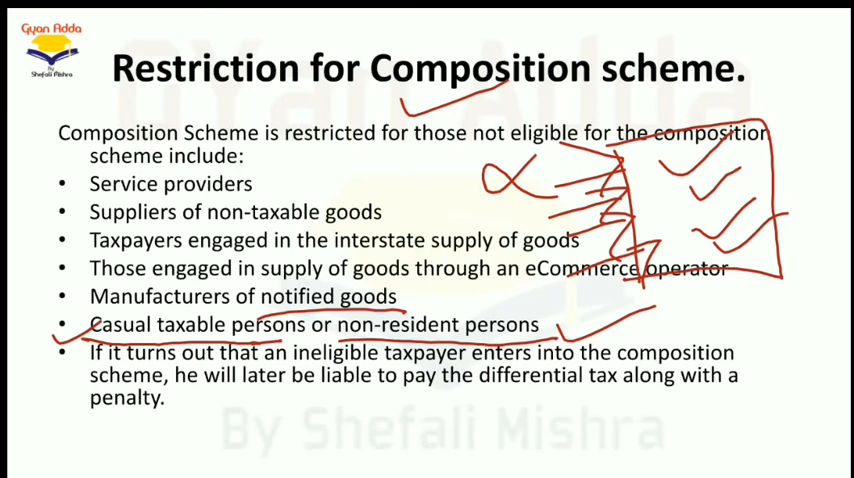 Gyan Adda
By
Shefali Mishra
Restriction for Composition scheme.
Composition Scheme is restricted for those not eligible for the composition
scheme include:
• Service providers
• Suppliers of non-taxable goods
• Taxpayers engaged in the interstate supply of goods
• Those engaged in supply of goods through an eCommerce operator
• Manufacturers of notified goods
• Casual taxable persons or non-resident persons
• If it turns out that an ineligible taxpayer enters into the composition
scheme, he will later be liable to pay the differential tax along with a
penalty.
By Shefali Mishra